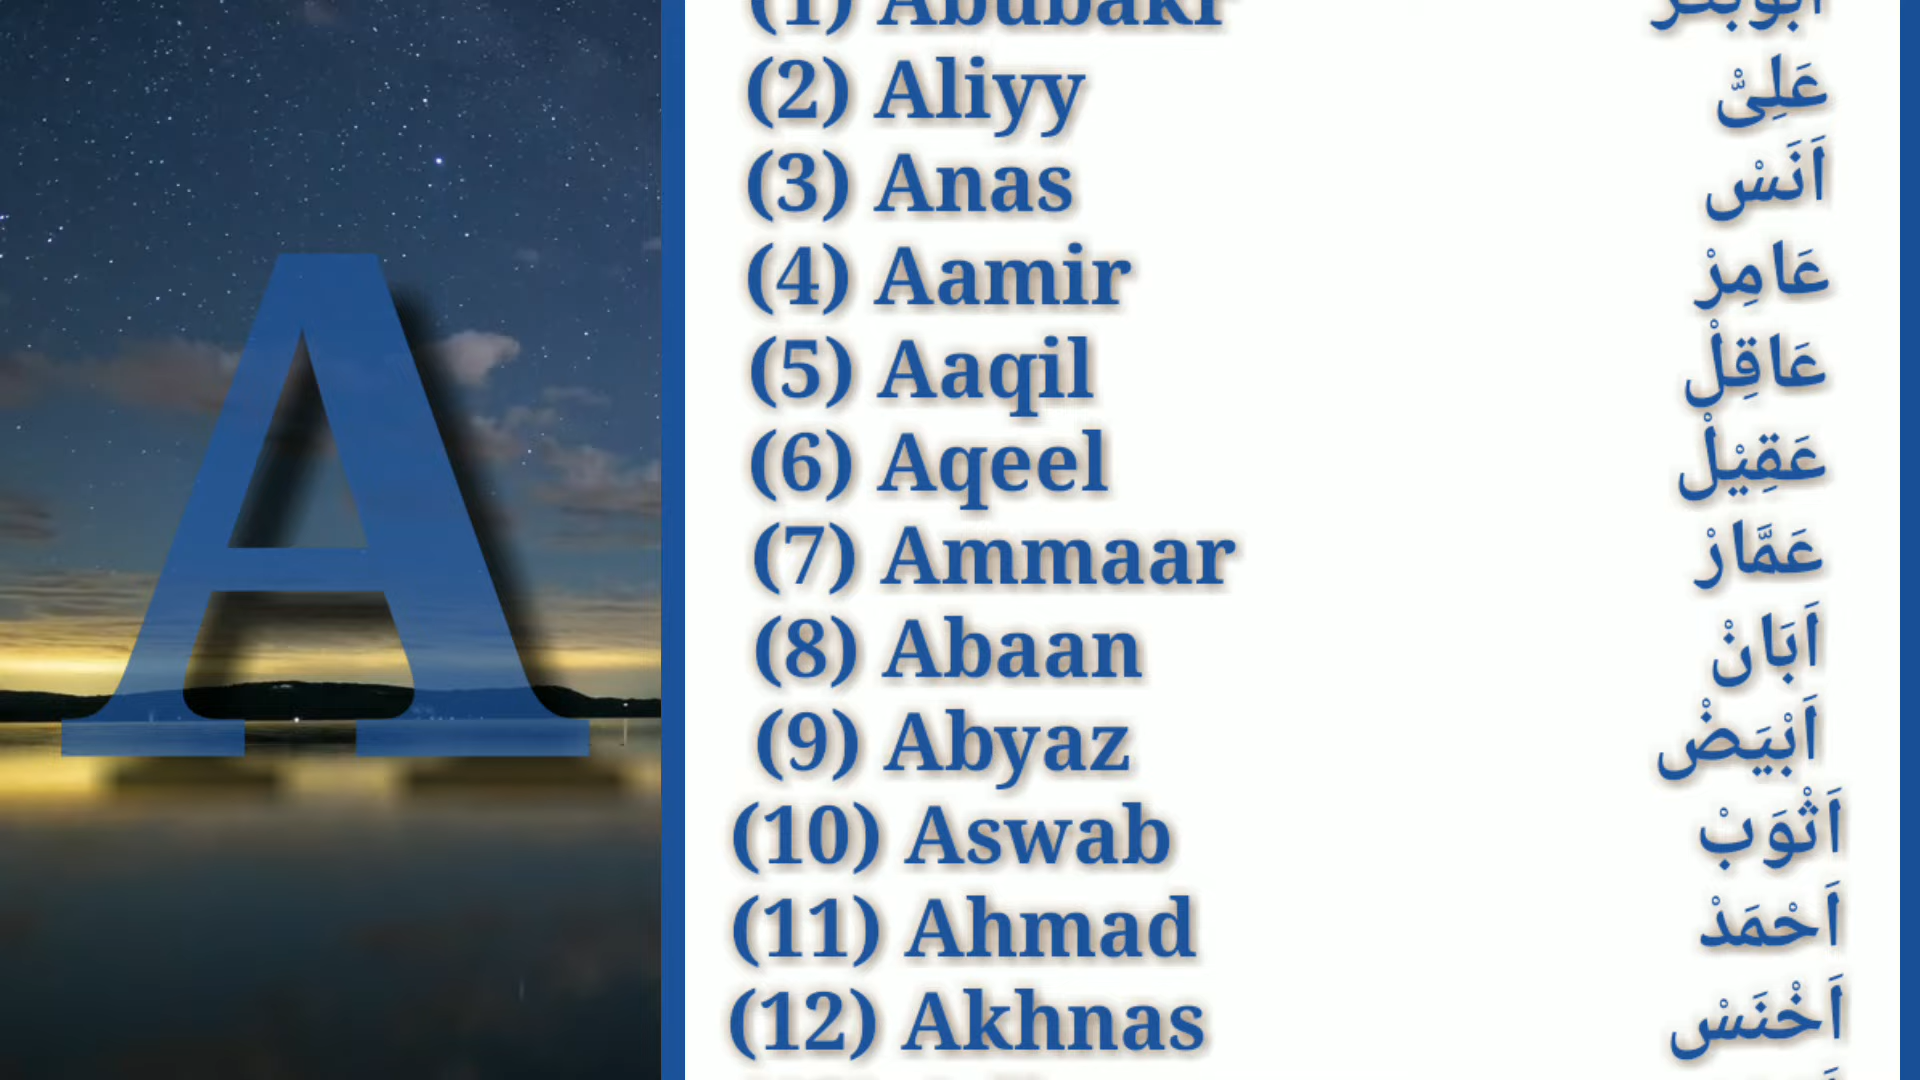 A
(1) Abubakr اَبُوْبَكْرْ
(2) Aliyy عَلِیّْ
(3) Anas اَنَسْ
(4) Aamir عَامِرْ
(5) Aaqil عَاقِلْ
(6) Aqeel عَقِيْلْ
(7) Ammaar عَمَّارْ
(8) Abaan اَبَانْ
(9) Abyaz اَبْيَضْ
(10) Aswab اَثْوَبْ
(11) Ahmad اَحْمَدْ
(12) Akhnas اَخْنَسْ